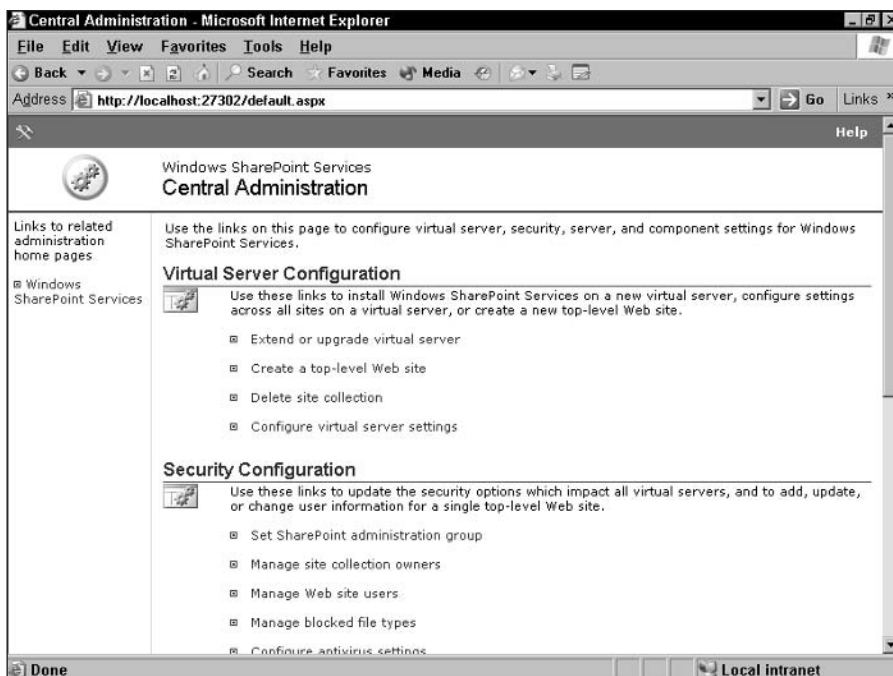 Central Administration - Microsoft Internet Explorer
File Edit View Favorites Tools Help
Back Search Favorites Media
Address http://localhost:27302/default.aspx Go Links »
Help
Windows SharePoint Services
Central Administration
Links to related
administration
home pages
Windows
SharePoint Services
Use the links on this page to configure virtual server, security, server, and component settings for Windows
SharePoint Services.
Virtual Server Configuration
Use these links to install Windows SharePoint Services on a new virtual server, configure settings
across all sites on a virtual server, or create a new top-level Web site.
Extend or upgrade virtual server
Create a top-level Web site
Delete site collection
Configure virtual server settings
Security Configuration
Use these links to update the security options which impact all virtual servers, and to add, update,
or change user information for a single top-level Web site.
Set SharePoint administration group
Manage site collection owners
Manage Web site users
Manage blocked file types
Configure antivirus settings
Done Local intranet